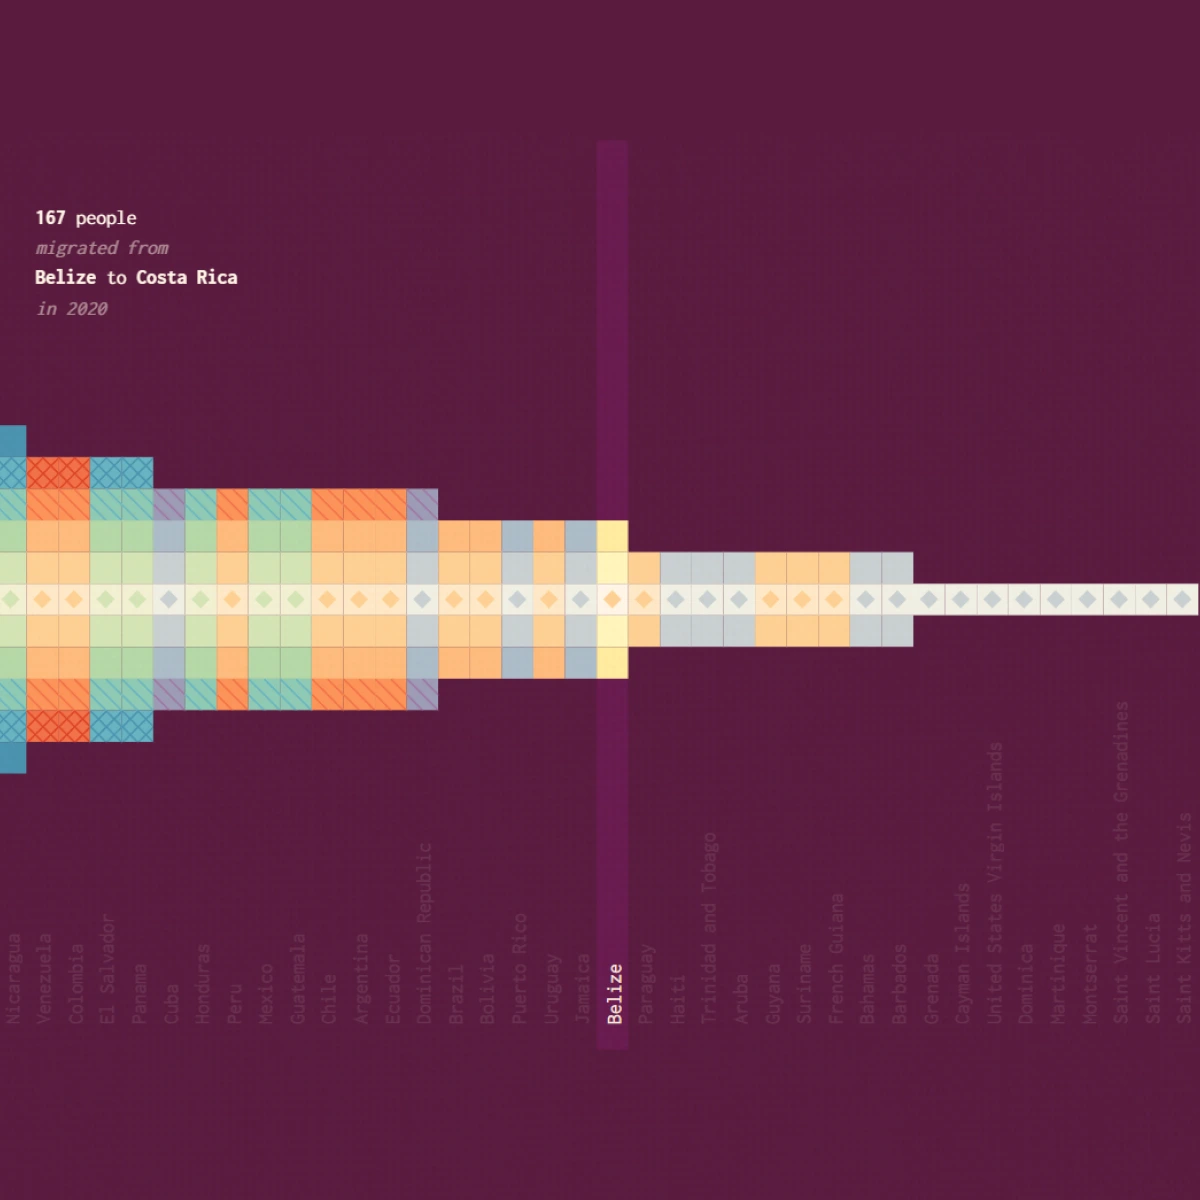 167 people
migrated from
Belize to Costa Rica
in 2020
Nicaragua
Venezuela
Colombia
El Salvador
Panama
Cuba
Honduras
Peru
Mexico
Guatemala
Chile
Argentina
Ecuador
Dominican Republic
Brazil
Bolivia
Puerto Rico
Uruguay
Jamaica
Belize
Paraguay
Haiti
Trinidad and Tobago
Aruba
Guyana
Suriname
French Guiana
Bahamas
Barbados
Grenada
Cayman Islands
United States Virgin Islands
Dominica
Martinique
Montserrat
Saint Vincent and the Grenadines
Saint Lucia
Saint Kitts and Nevis